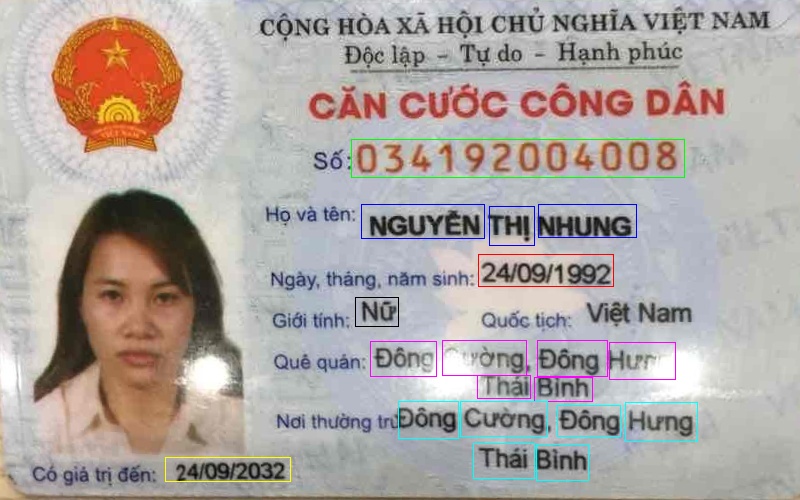 CỘNG HÒA XÃ HỘI CHỦ NGHĨA VIỆT NAM
Độc lập - Tự do - Hạnh phúc
CĂN CƯỚC CÔNG DÂN
Số: 034192004008
Họ và tên: NGUYỄN THỊ NHUNG
Ngày, tháng, năm sinh: 24/09/1992
Giới tính: Nữ Quốc tịch: Việt Nam
Quê quán: Đông Cường, Đông Hưng
Thái Bình
Nơi thường trú: Đông Cường, Đông Hưng
Thái Bình
Có giá trị đến: 24/09/2032